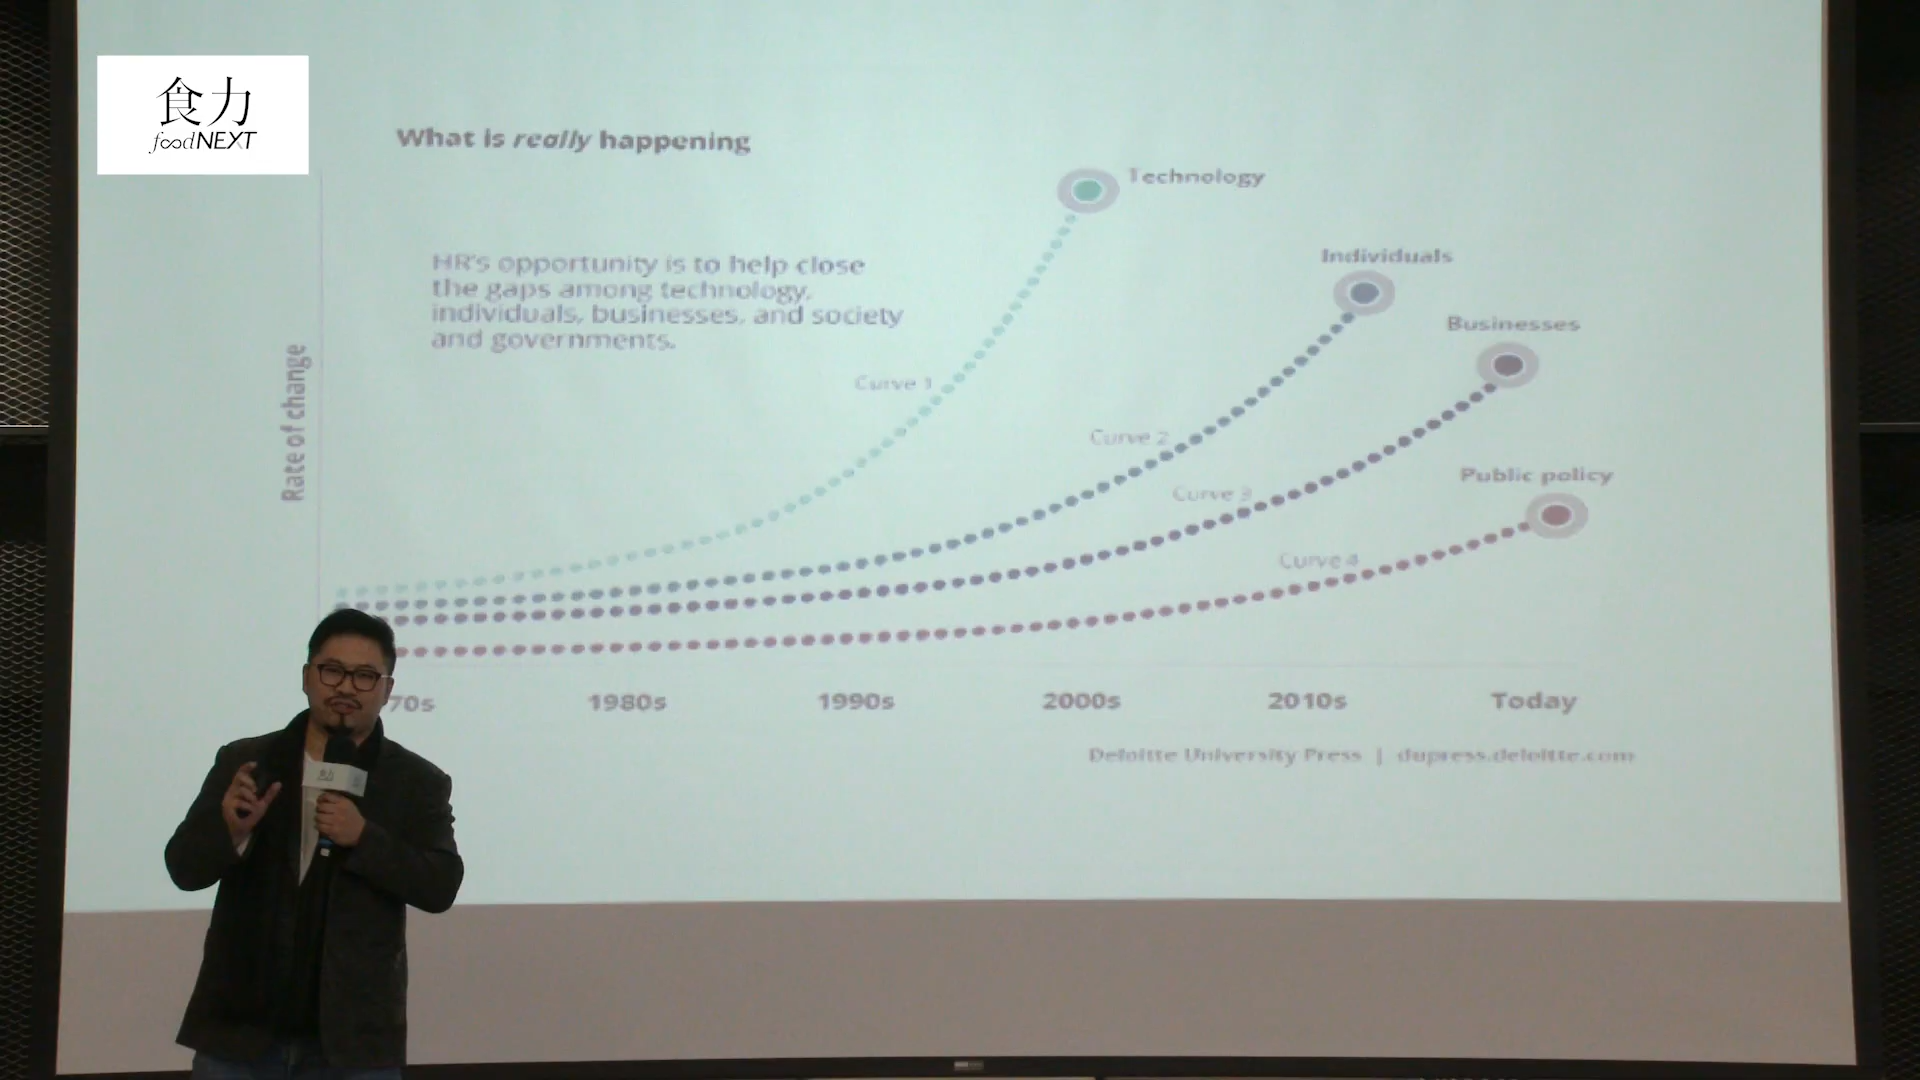 食力
foodNEXT
What is really happening
Technology
HR's opportunity is to help close
the gaps among technology,
individuals, businesses, and society
and governments.
Individuals
Businesses
Curve 1
Curve 2
Curve 3
Public policy
Curve 4
Rate of change
70s 1980s 1990s 2000s 2010s Today
Deloitte University Press | dupress.deloitte.com
食力